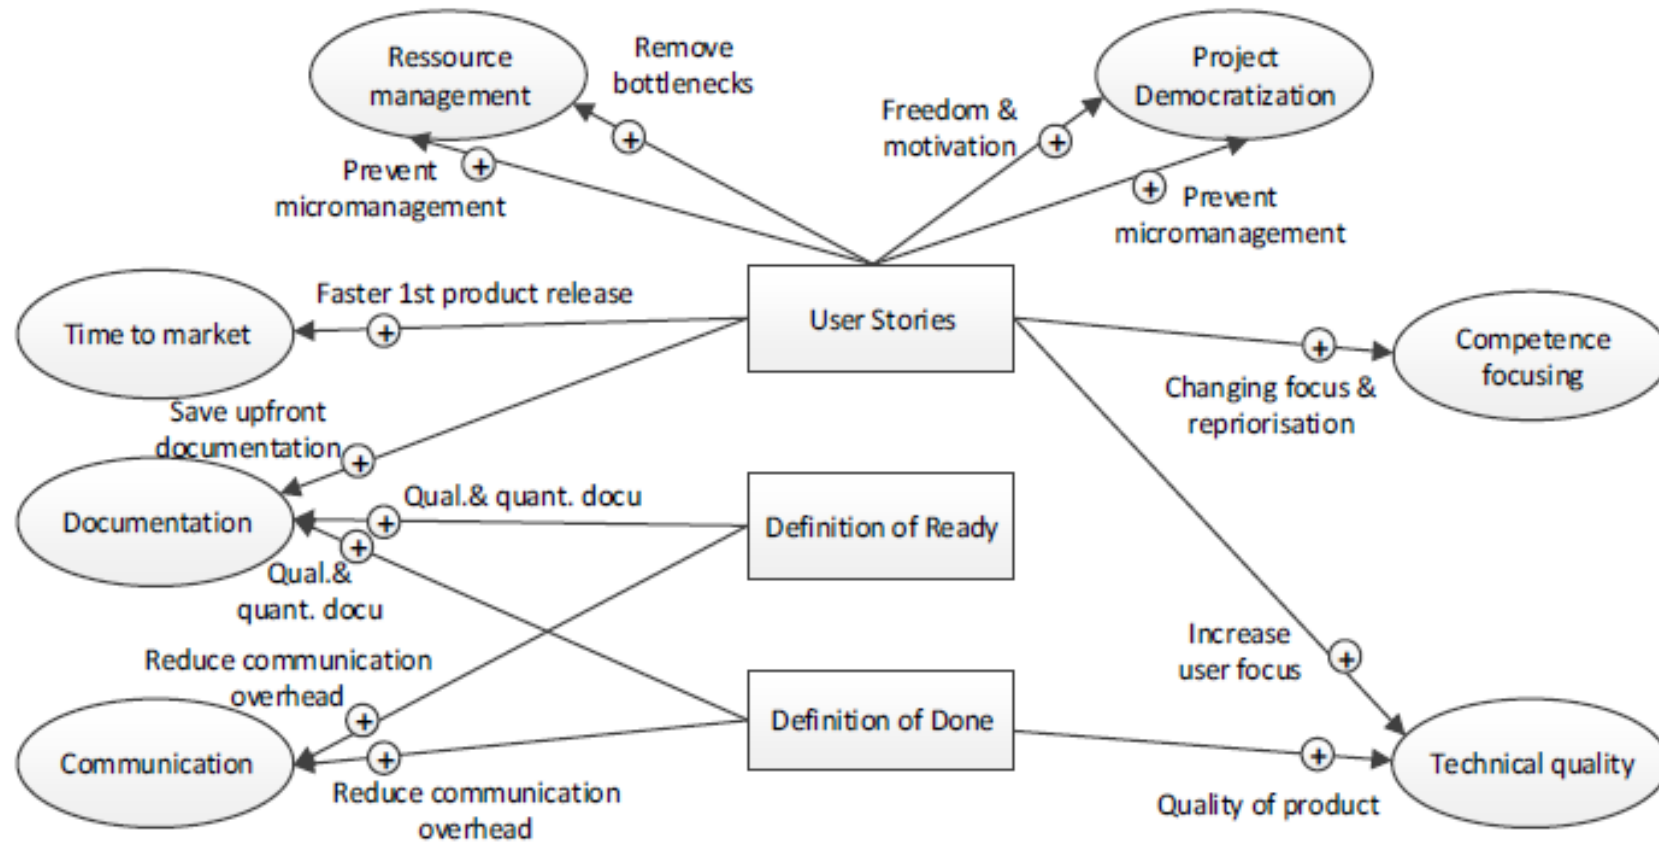 Ressource
management
Remove
bottlenecks
Project
Democratization
Freedom &
motivation
+
+
Prevent
micromanagement
+
+
Prevent
micromanagement
Time to market
Faster 1st product release
+
User Stories
+
Competence
focusing
Changing focus &
repriorisation
Save upfront
documentation
+
Documentation
Qual.& quant. docu
+
+
Qual.&
quant. docu
Definition of Ready
Increase
user focus
+
Reduce communication
overhead
+
Communication
+
Reduce communication
overhead
Definition of Done
+
Quality of product
Technical quality